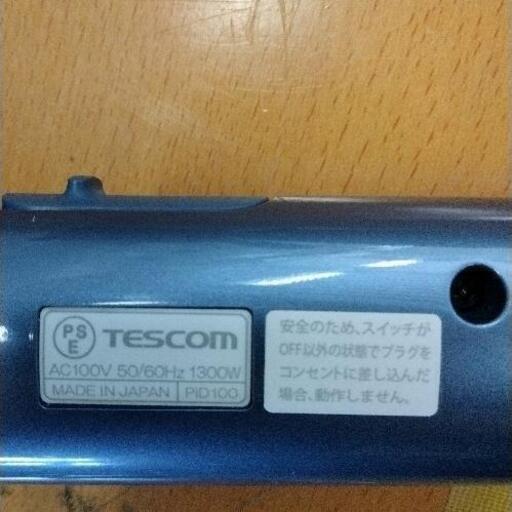 PS
E
TESCOM
AC100V 50/60Hz 1300W
MADE IN JAPAN PID100
安全のため、スイッチが
OFF以外の状態でプラグを
コンセントに差し込んだ
場合、動作しません。